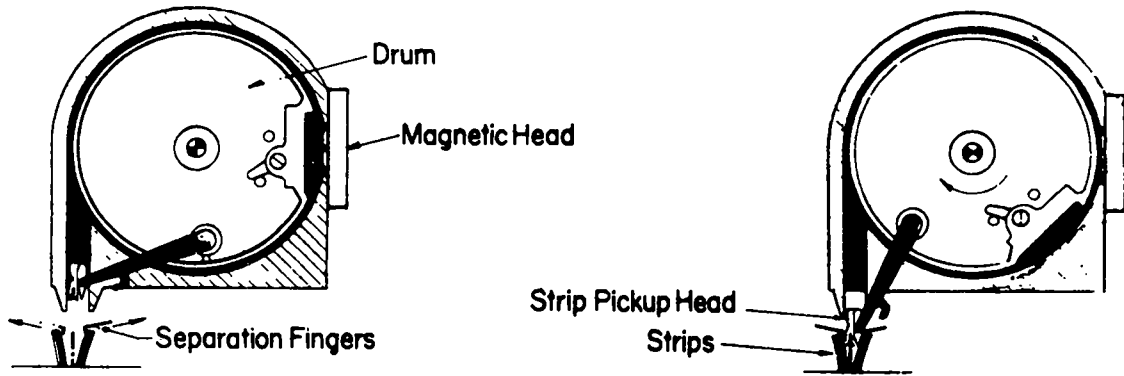 Drum
Magnetic Head
Separation Fingers
Strip Pickup Head
Strips